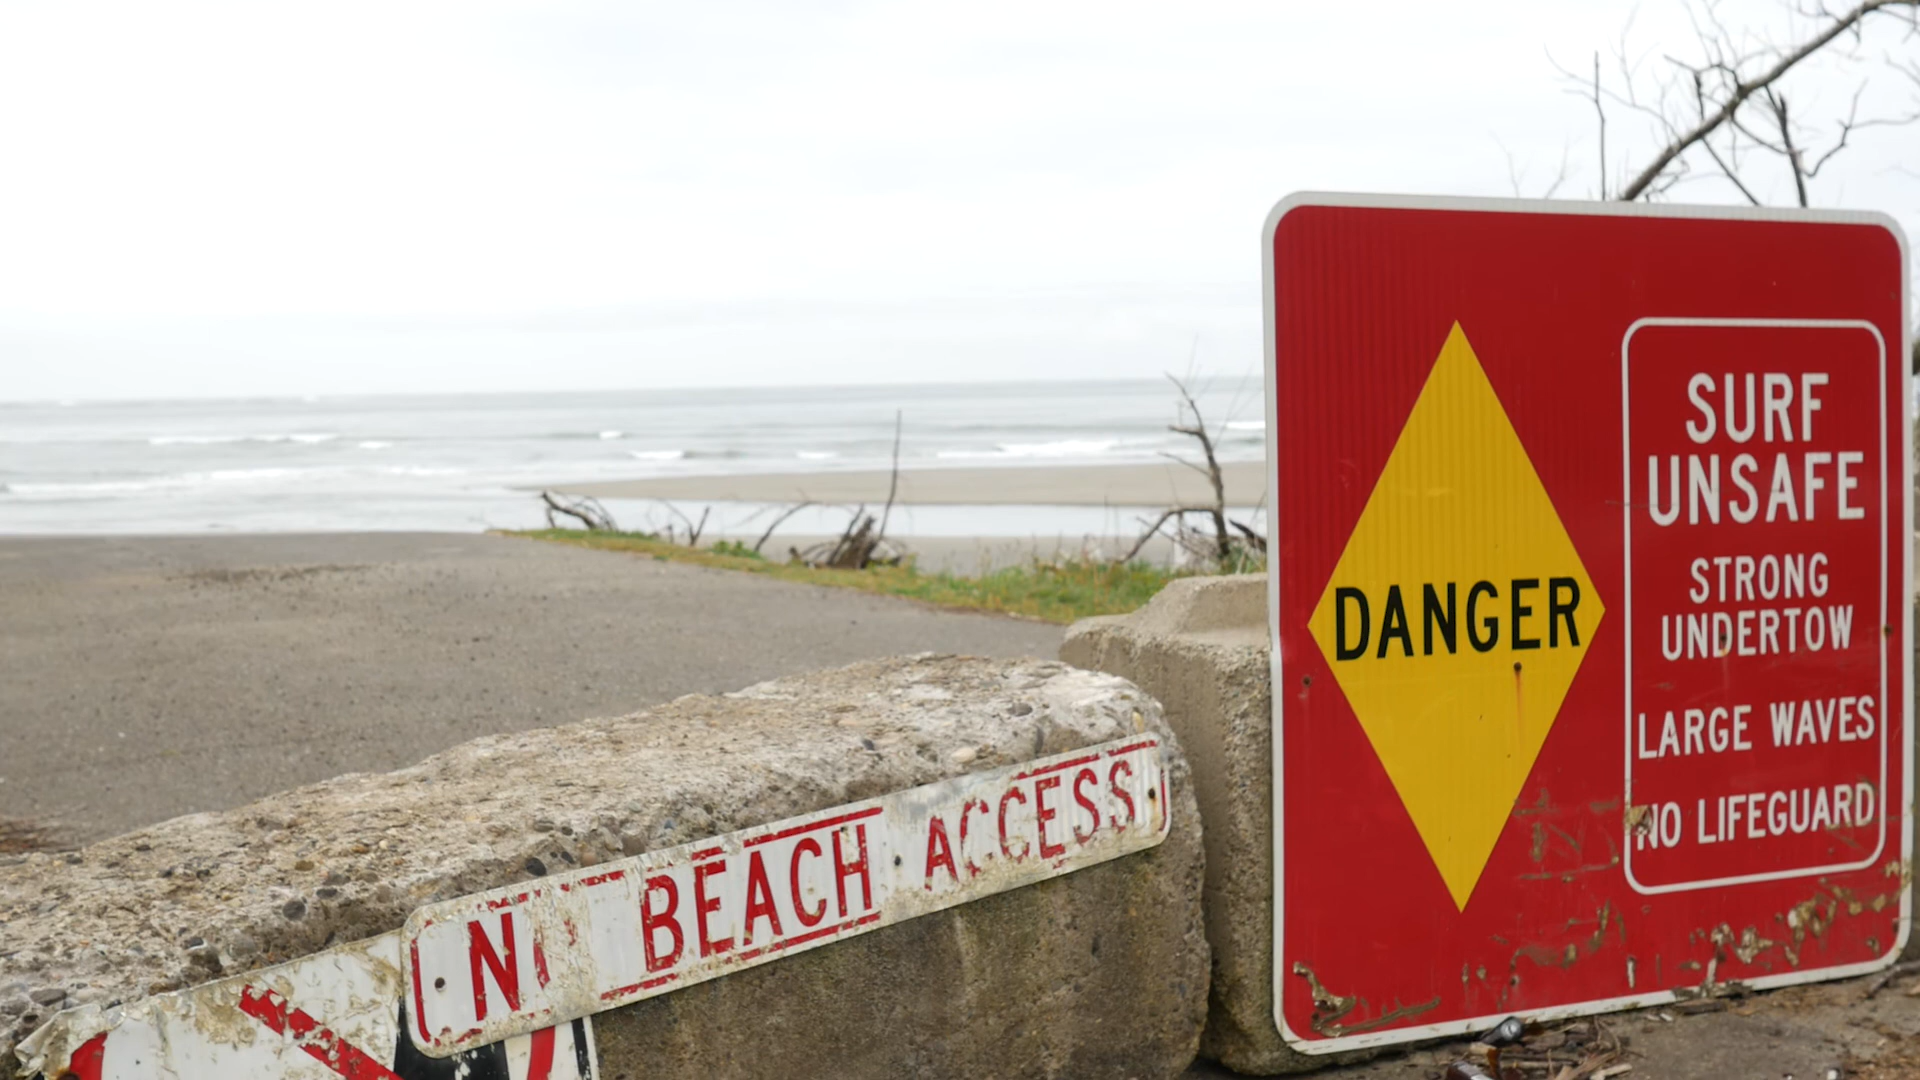 DANGER
SURF
UNSAFE
STRONG
UNDERTOW
LARGE WAVES
NO LIFEGUARD
N BEACH ACCESS